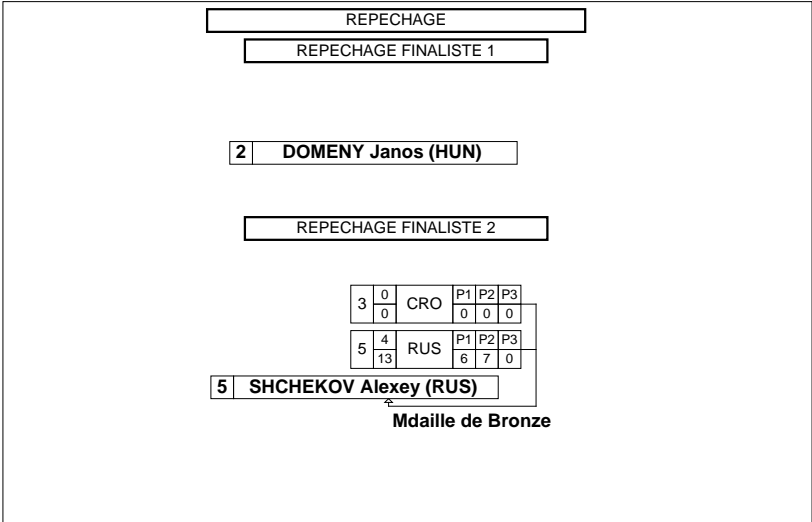 REPECHAGE
REPECHAGE FINALISTE 1
2 DOMENY Janos (HUN)
REPECHAGE FINALISTE 2
3 0 CRO P1 P2 P3
0 0 0 0
5 4 RUS P1 P2 P3
13 6 7 0
5 SHCHEKOV Alexey (RUS)
Mdaille de Bronze